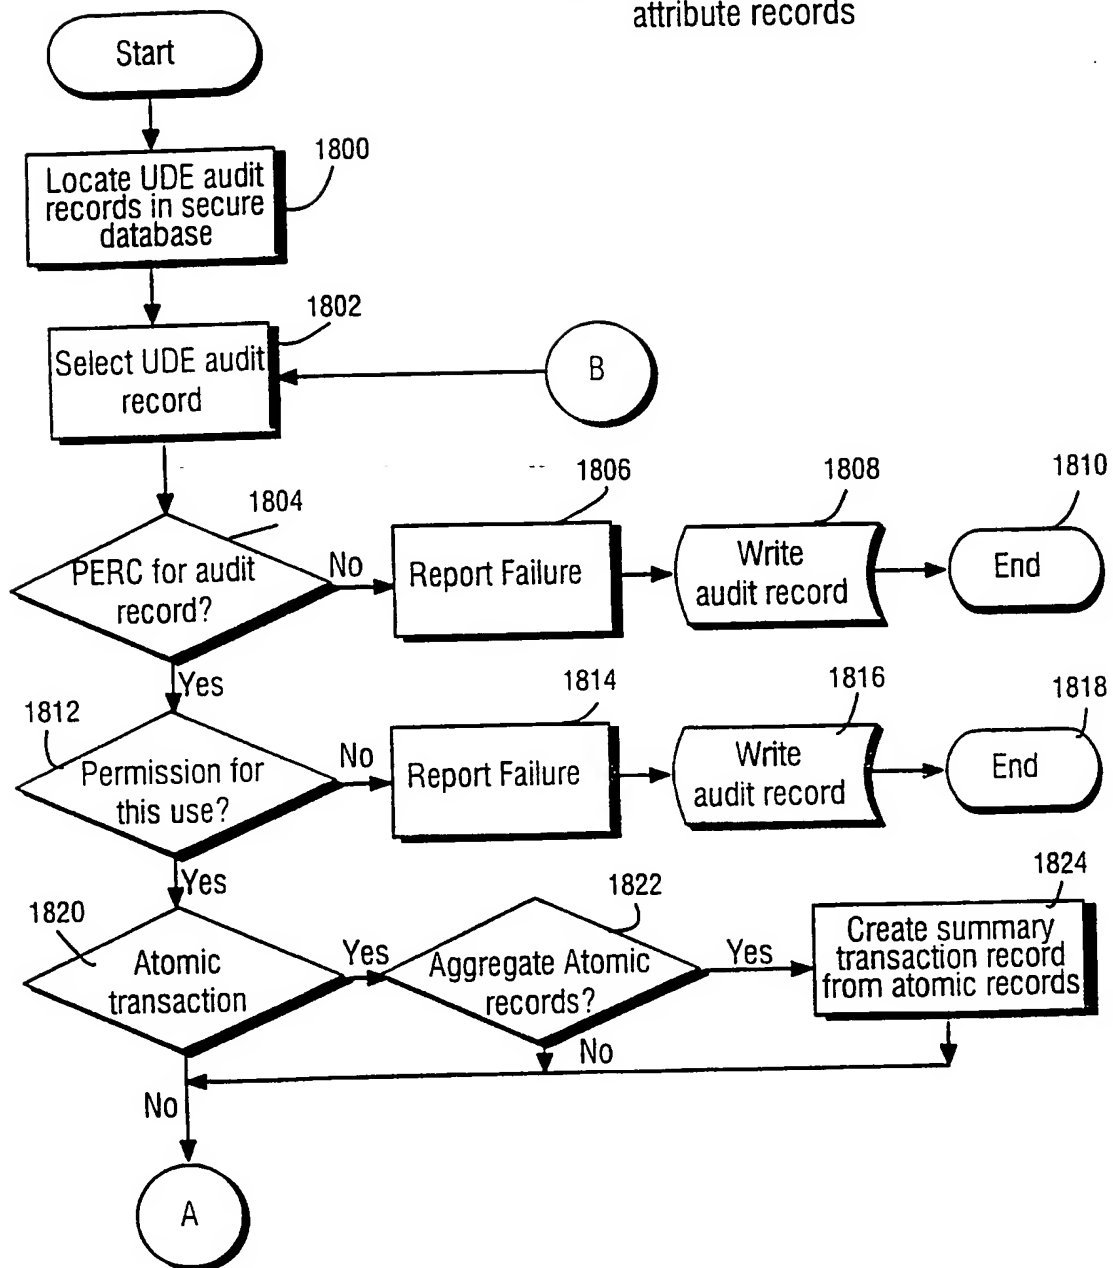 attribute records
Start
1800
Locate UDE audit
records in secure
database
1802
Select UDE audit
record
B
1804
PERC for audit
record?
No
1806
Report Failure
1808
Write
audit record
1810
End
Yes
1812
Permission for
this use?
No
1814
Report Failure
1816
Write
audit record
1818
End
Yes
1820
Atomic
transaction
Yes
1822
Aggregate Atomic
records?
Yes
1824
Create summary
transaction record
from atomic records
No
No
A